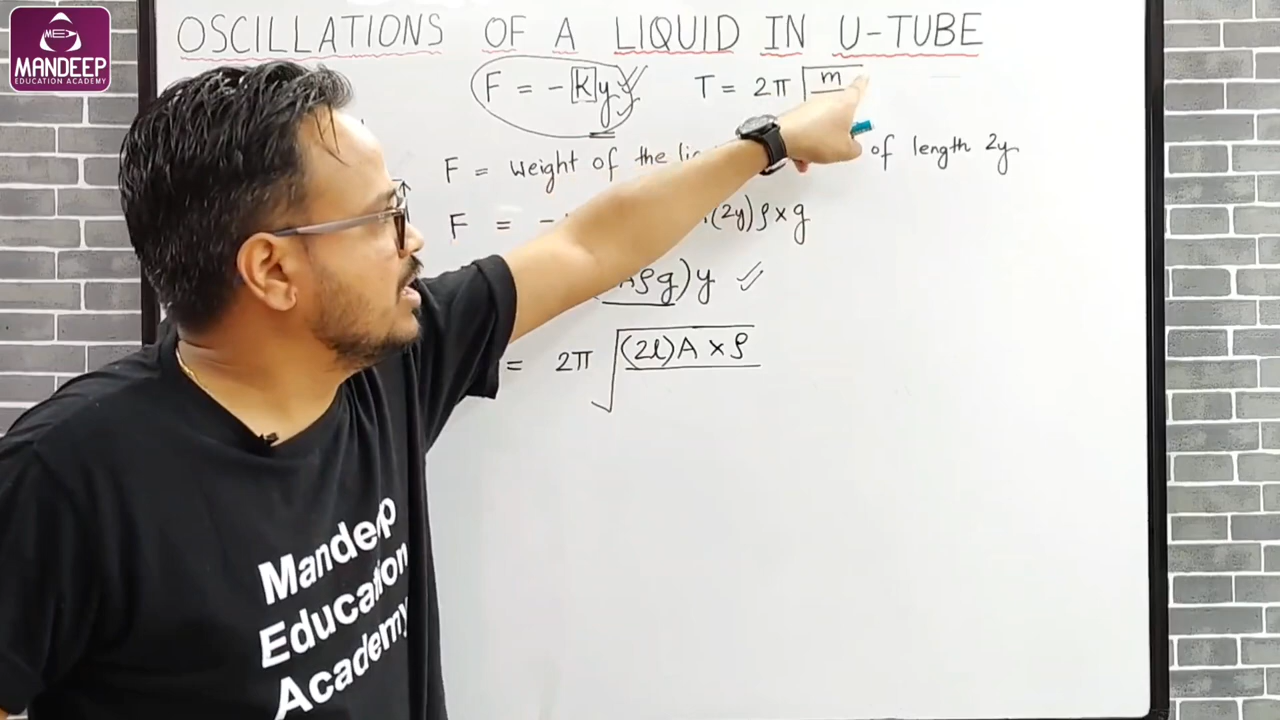 MEA
MANDEEP
EDUCATION ACADEMY
OSCILLATIONS OF A LIQUID IN U-TUBE
F = - K y T = 2π √ m
F = weight of the of length 2y
F = - (2y) ρ x g
ρg) y
= 2π √ (2l) A x ρ
Mandeep
Education
Academy